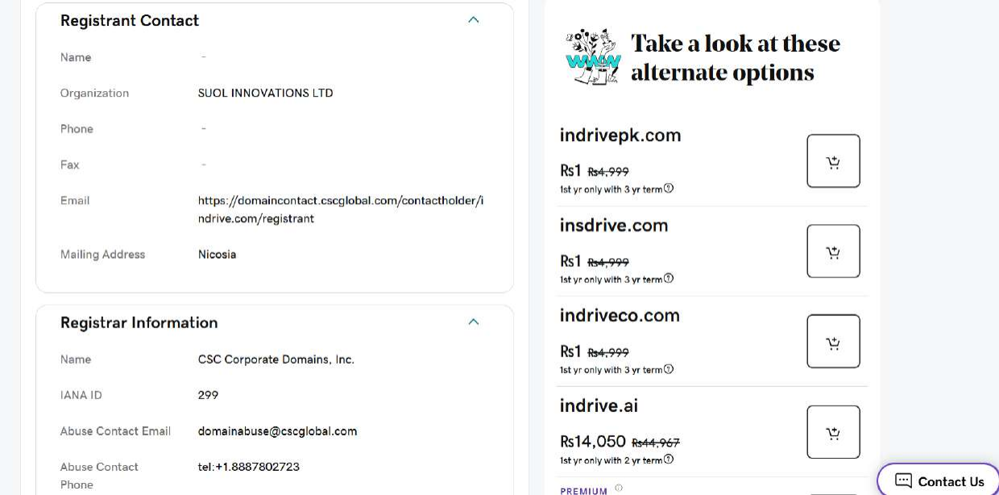 Registrant Contact
Name -
Organization SUOL INNOVATIONS LTD
Phone -
Fax -
Email https://domaincontact.cscglobal.com/contactholder/i
ndrive.com/registrant
Mailing Address Nicosia
Registrar Information
Name CSC Corporate Domains, Inc.
IANA ID 299
Abuse Contact Email domainabuse@cscglobal.com
Abuse Contact tel:+1.8887802723
Phone
www
Take a look at these
alternate options
indrivepk.com
Rs1 Rs4,999
1st yr only with 3 yr term ?
insdrive.com
Rs1 Rs4,999
1st yr only with 3 yr term ?
indriveco.com
Rs1 Rs4,999
1st yr only with 3 yr term ?
indrive.ai
Rs14,050 Rs44,967
1st yr only with 2 yr term ?
PREMIUM
Contact Us